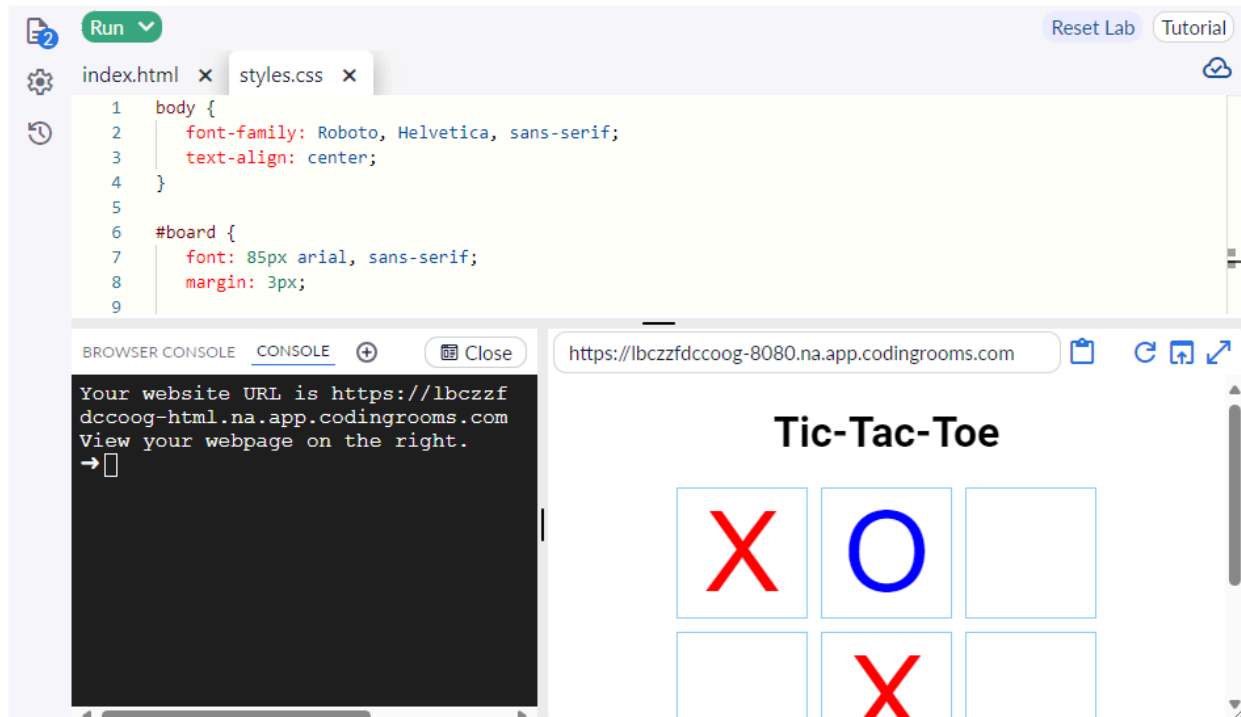 2
Run
Reset Lab
Tutorial
index.html
styles.css
1 body {
2 font-family: Roboto, Helvetica, sans-serif;
3 text-align: center;
4 }
5
6 #board {
7 font: 85px arial, sans-serif;
8 margin: 3px;
9
BROWSER CONSOLE CONSOLE Close
Your website URL is https://lbczzf
dccoog-html.na.app.codingrooms.com
View your webpage on the right.
➜
https://lbczzfdccoog-8080.na.app.codingrooms.com
Tic-Tac-Toe
X O
X